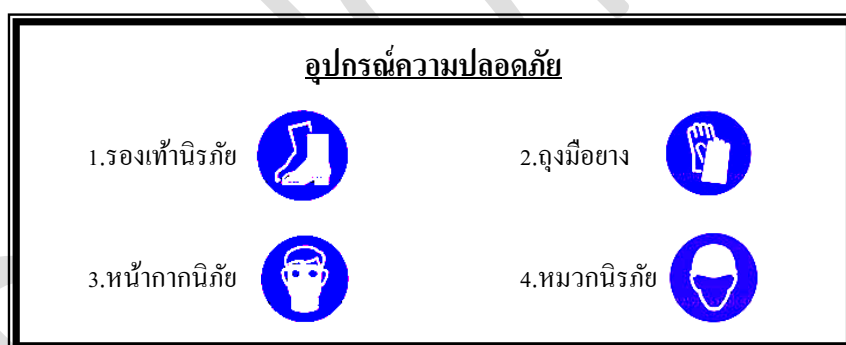 อุปกรณ์ความปลอดภัย
1.รองเท้านิรภัย 2.ถุงมือยาง
3.หน้ากากนิภัย 4.หมวกนิรภัย